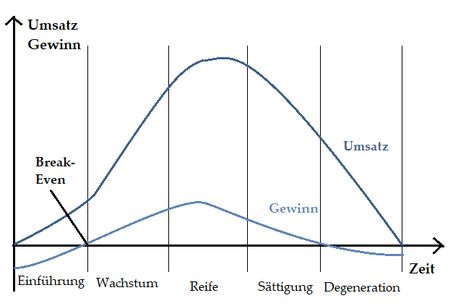 Umsatz
Gewinn
Umsatz
Break-
Even
Gewinn
Zeit
Einführung
Wachstum
Reife
Sättigung
Degeneration